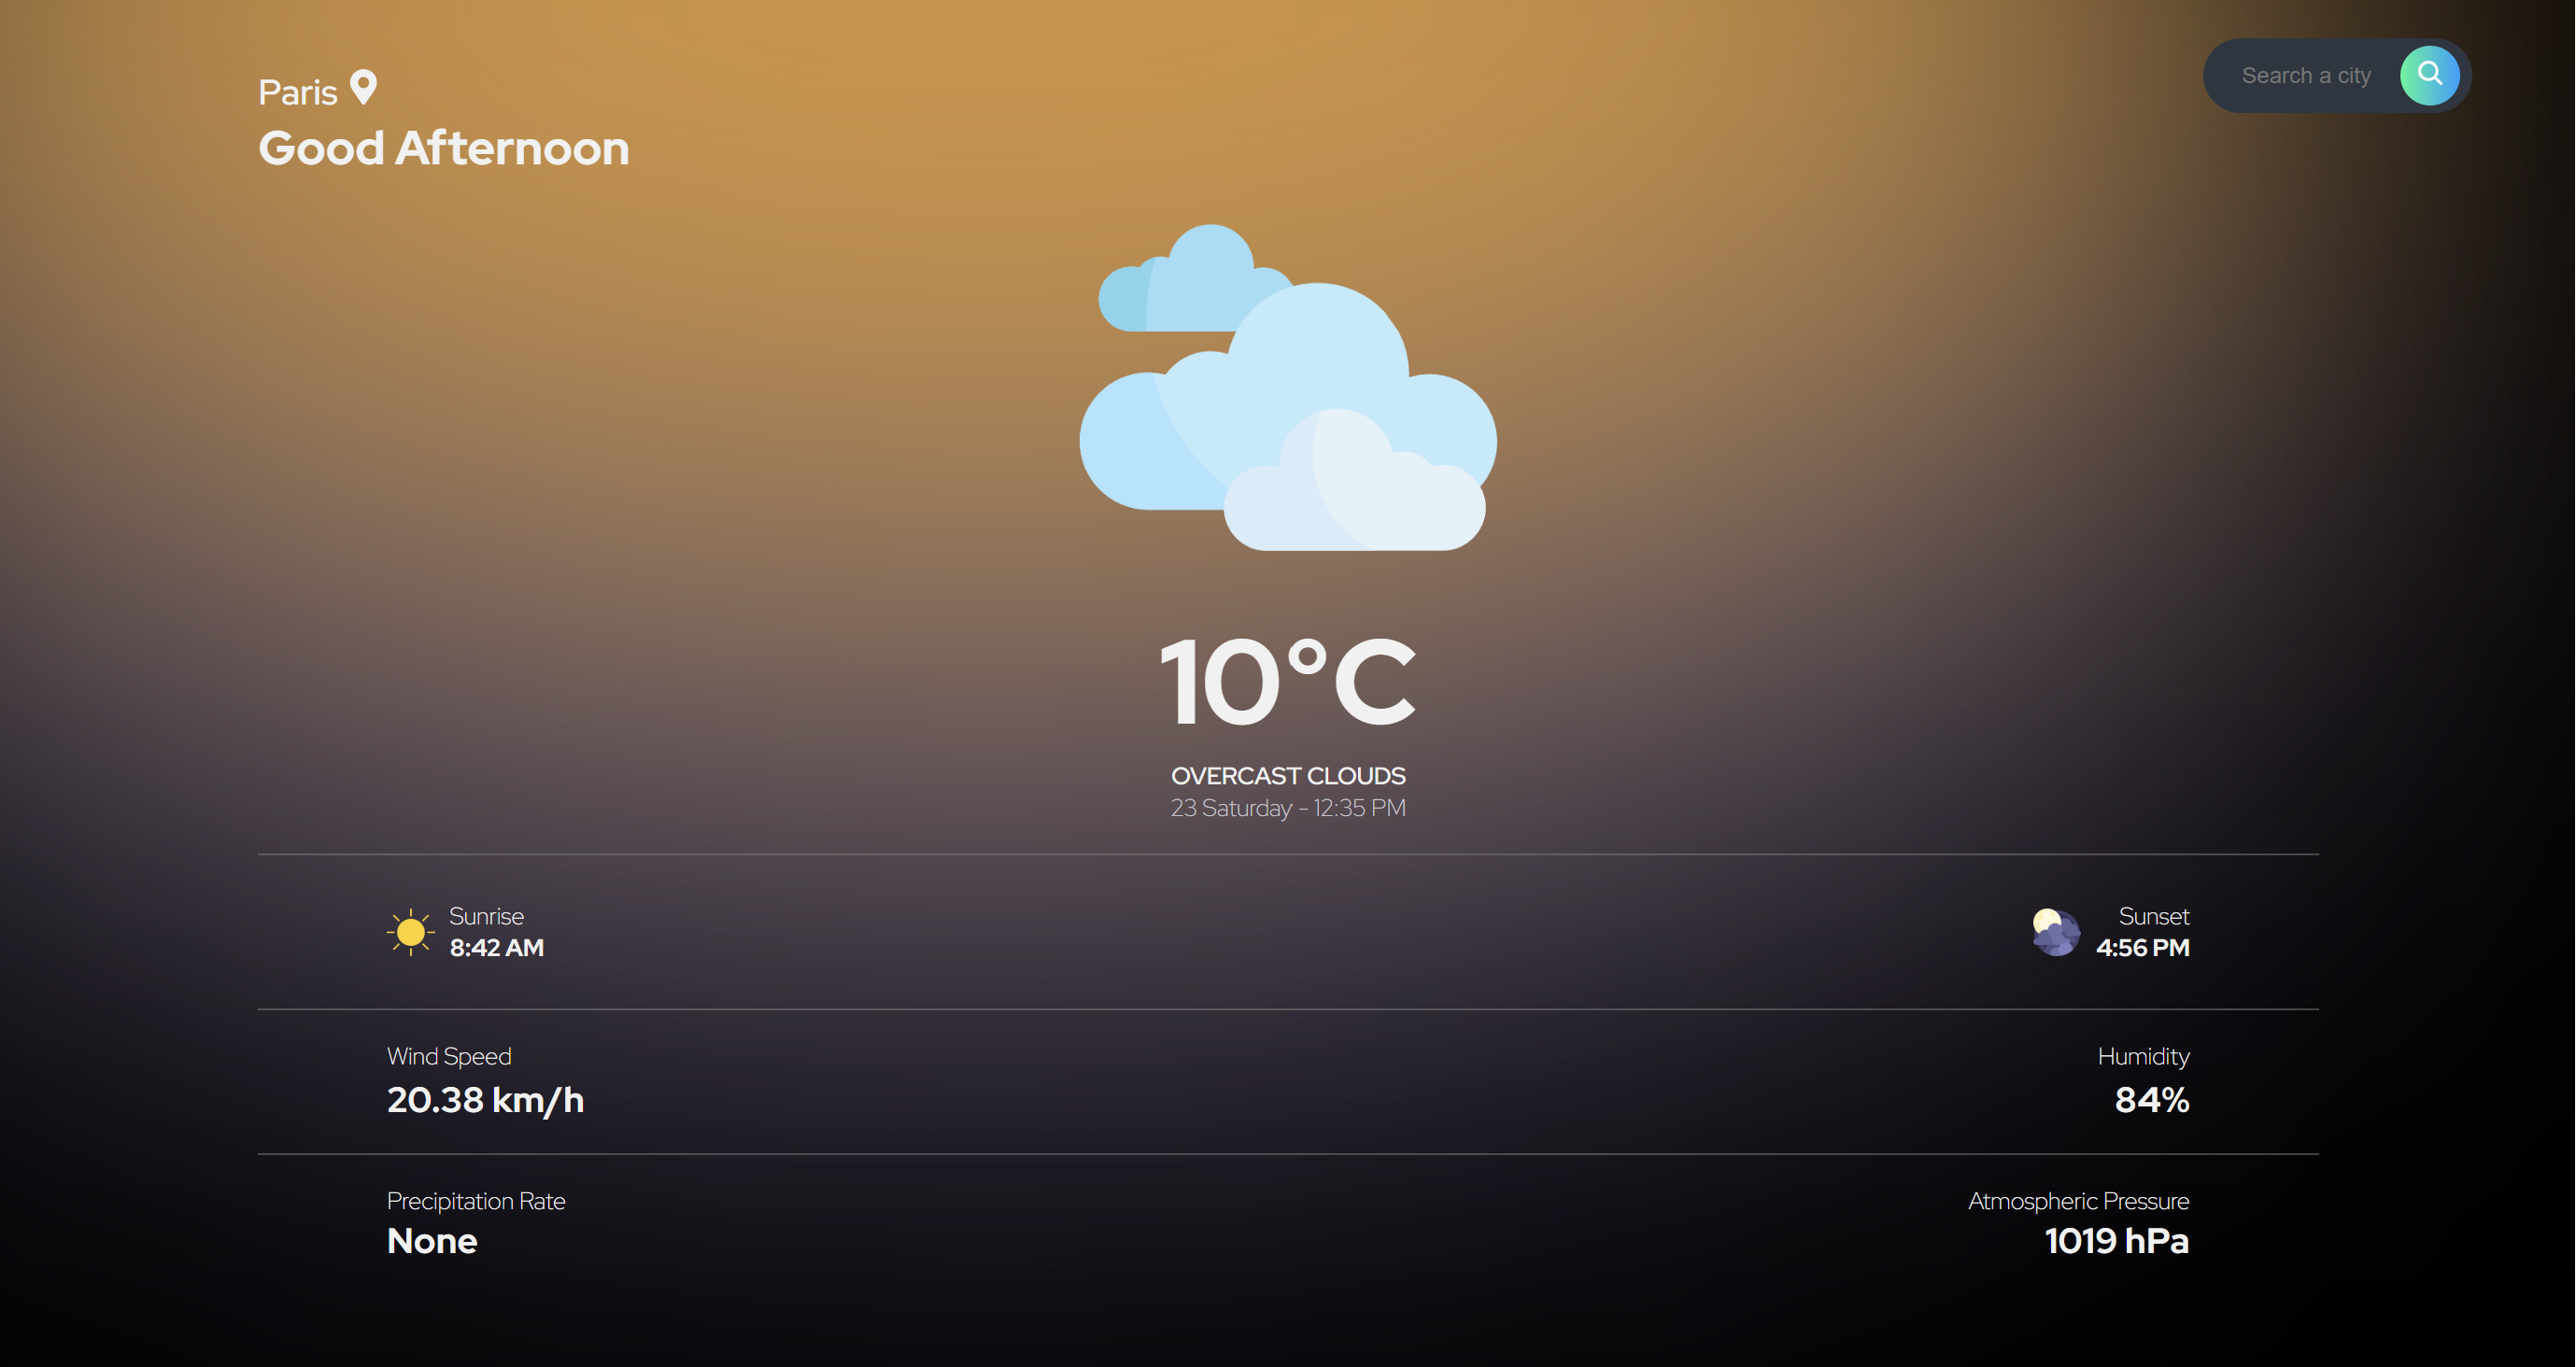 Paris
Good Afternoon
Search a city
10°C
OVERCAST CLOUDS
23 Saturday - 12:35 PM
Sunrise
8:42 AM
Sunset
4:56 PM
Wind Speed
20.38 km/h
Humidity
84%
Precipitation Rate
None
Atmospheric Pressure
1019 hPa